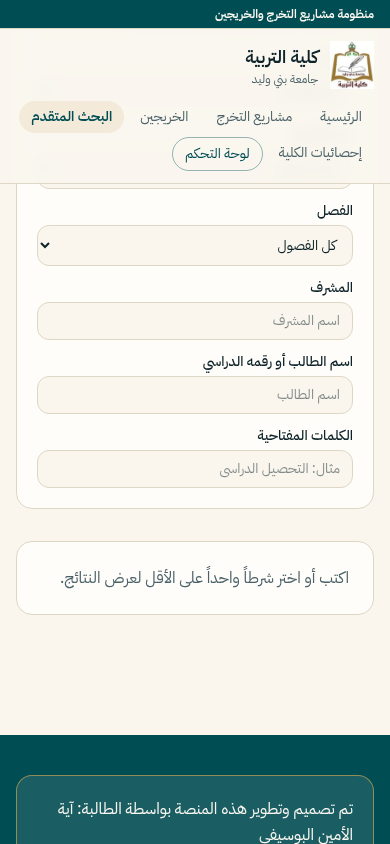 منظومة مشاريع التخرج والخريجين
كلية التربية
جامعة بني وليد
الرئيسية
مشاريع التخرج
الخريجين
البحث المتقدم
إحصائيات الكلية
لوحة التحكم
الفصل
كل الفصول
المشرف
اسم المشرف
اسم الطالب أو رقمه الدراسي
اسم الطالب
الكلمات المفتاحية
مثال: التحصيل الدراسي
اكتب أو اختر شرطاً واحداً على الأقل لعرض النتائج.
تم تصميم وتطوير هذه المنصة بواسطة الطالبة: آية
الأمين البوسيفي